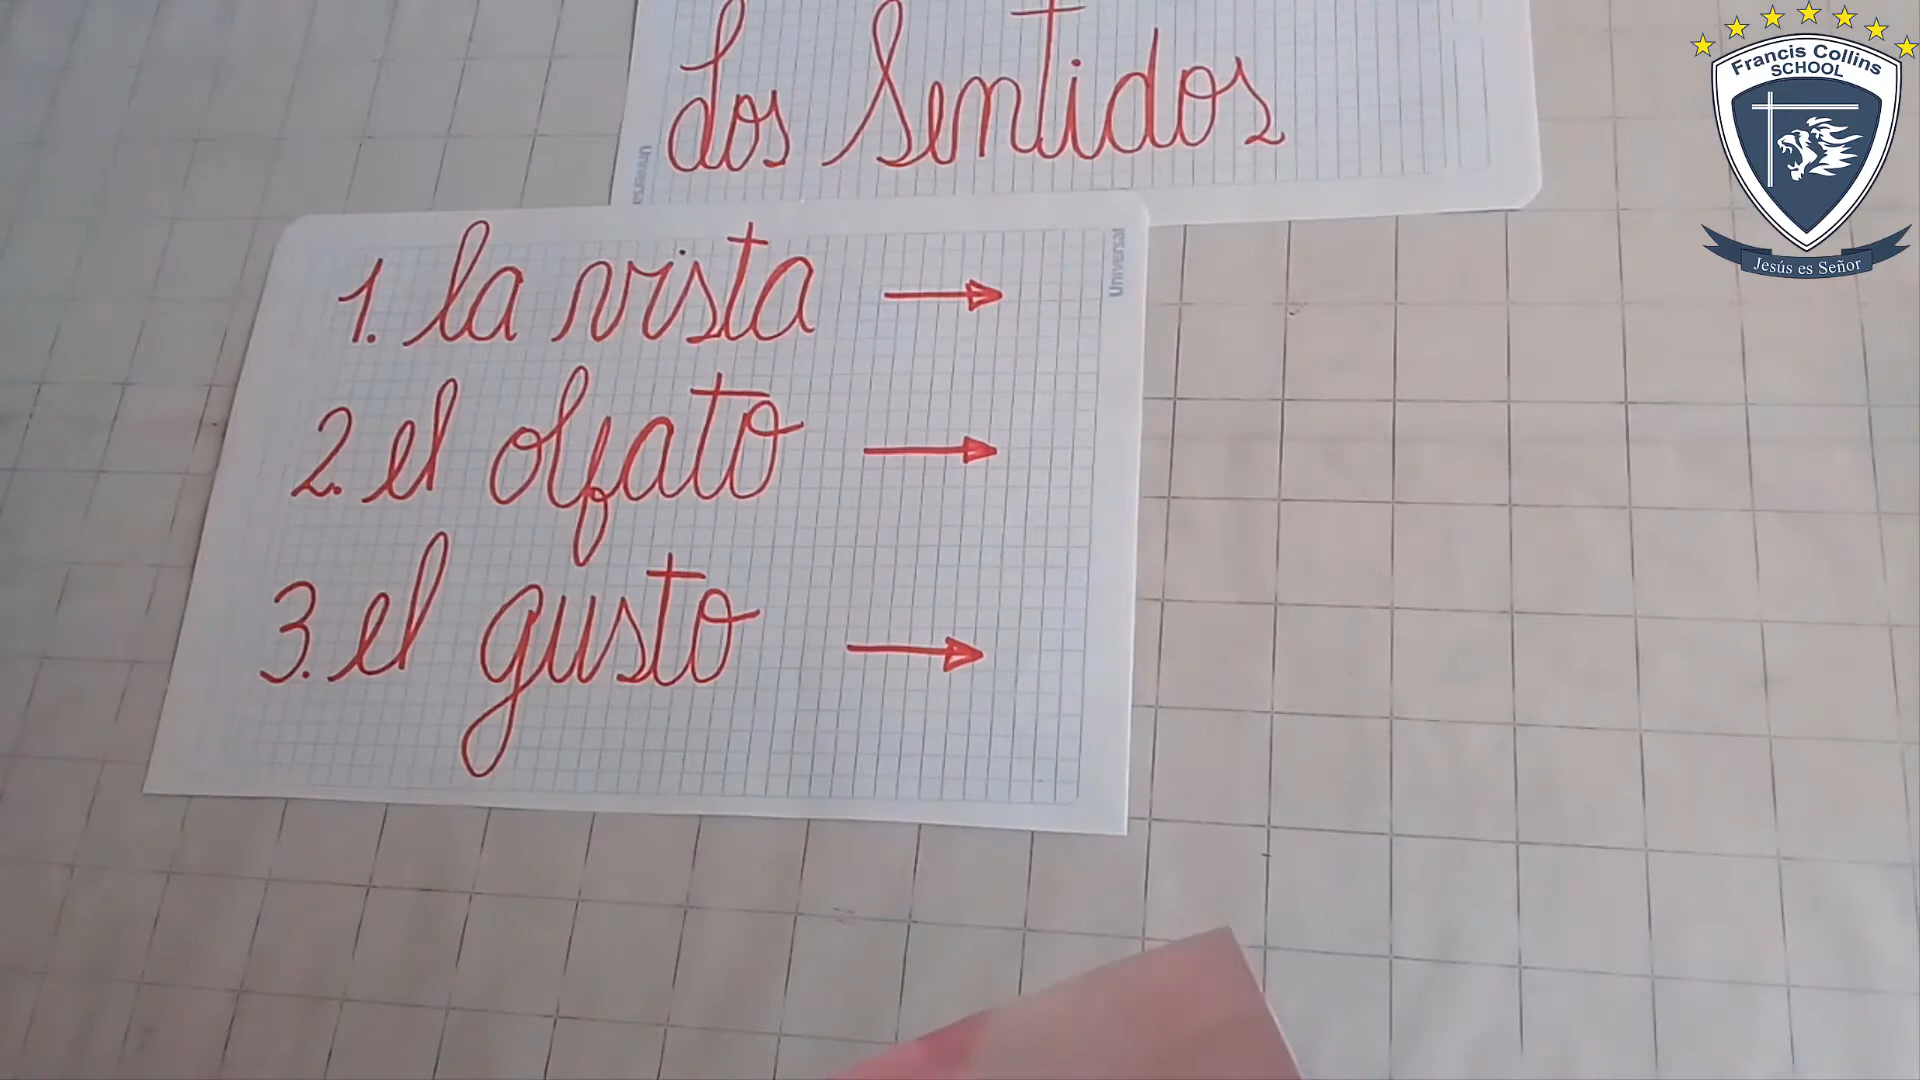 Los Sentidos
Universal
1. la vista →
2. el olfato →
3. el gusto →
Universal
Francis Collins
SCHOOL
Jesús es Señor